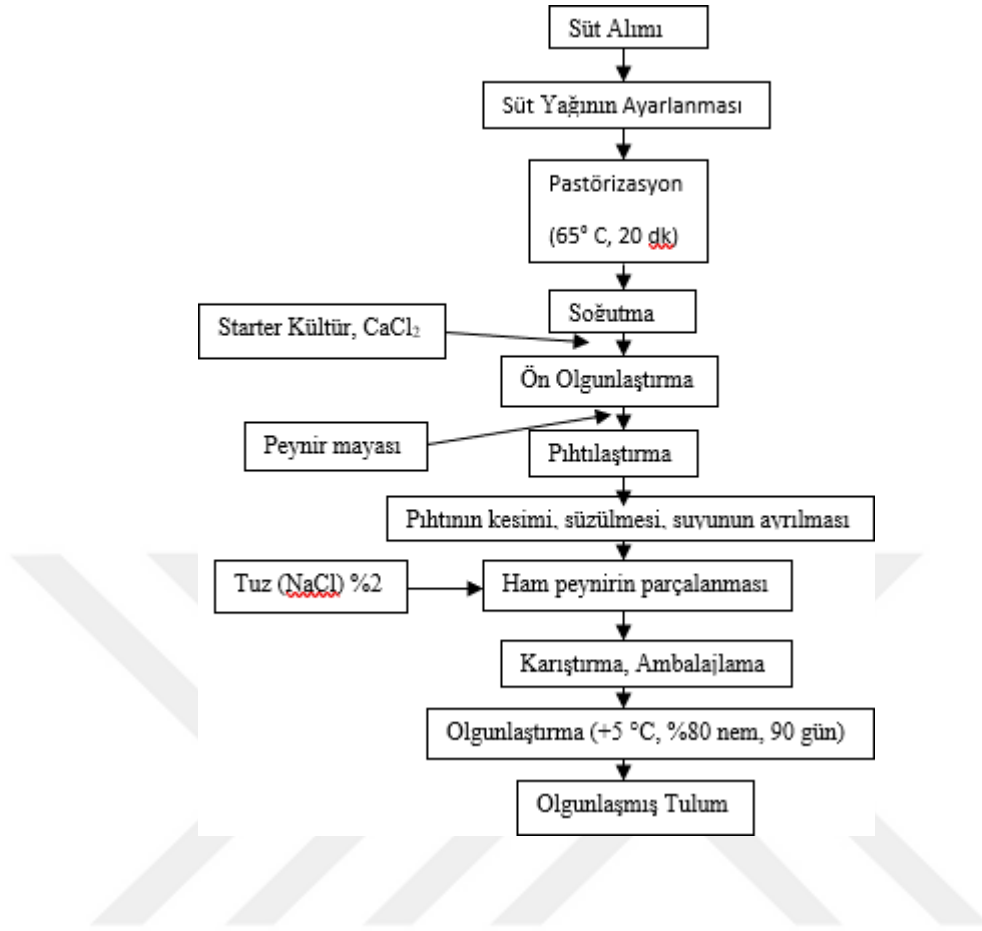 Süt Alımı
Süt Yağının Ayarlanması
Pastörizasyon
(65° C, 20 dk)
Soğutma
Starter Kültür, CaCl₂
Ön Olgunlaştırma
Peynir mayası
Pıhtılaştırma
Pıhtının kesimi, süzülmesi, suyunun ayrılması
Tuz (NaCl) %2
Ham peynirin parçalanması
Karıştırma, Ambalajlama
Olgunlaştırma (+5 °C, %80 nem, 90 gün)
Olgunlaşmış Tulum